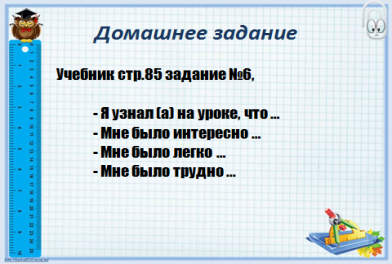 Домашнее задание
Учебник стр.85 задание №6,
- Я узнал (а) на уроке, что ...
- Мне было интересно ...
- Мне было легко ...
- Мне было трудно ...